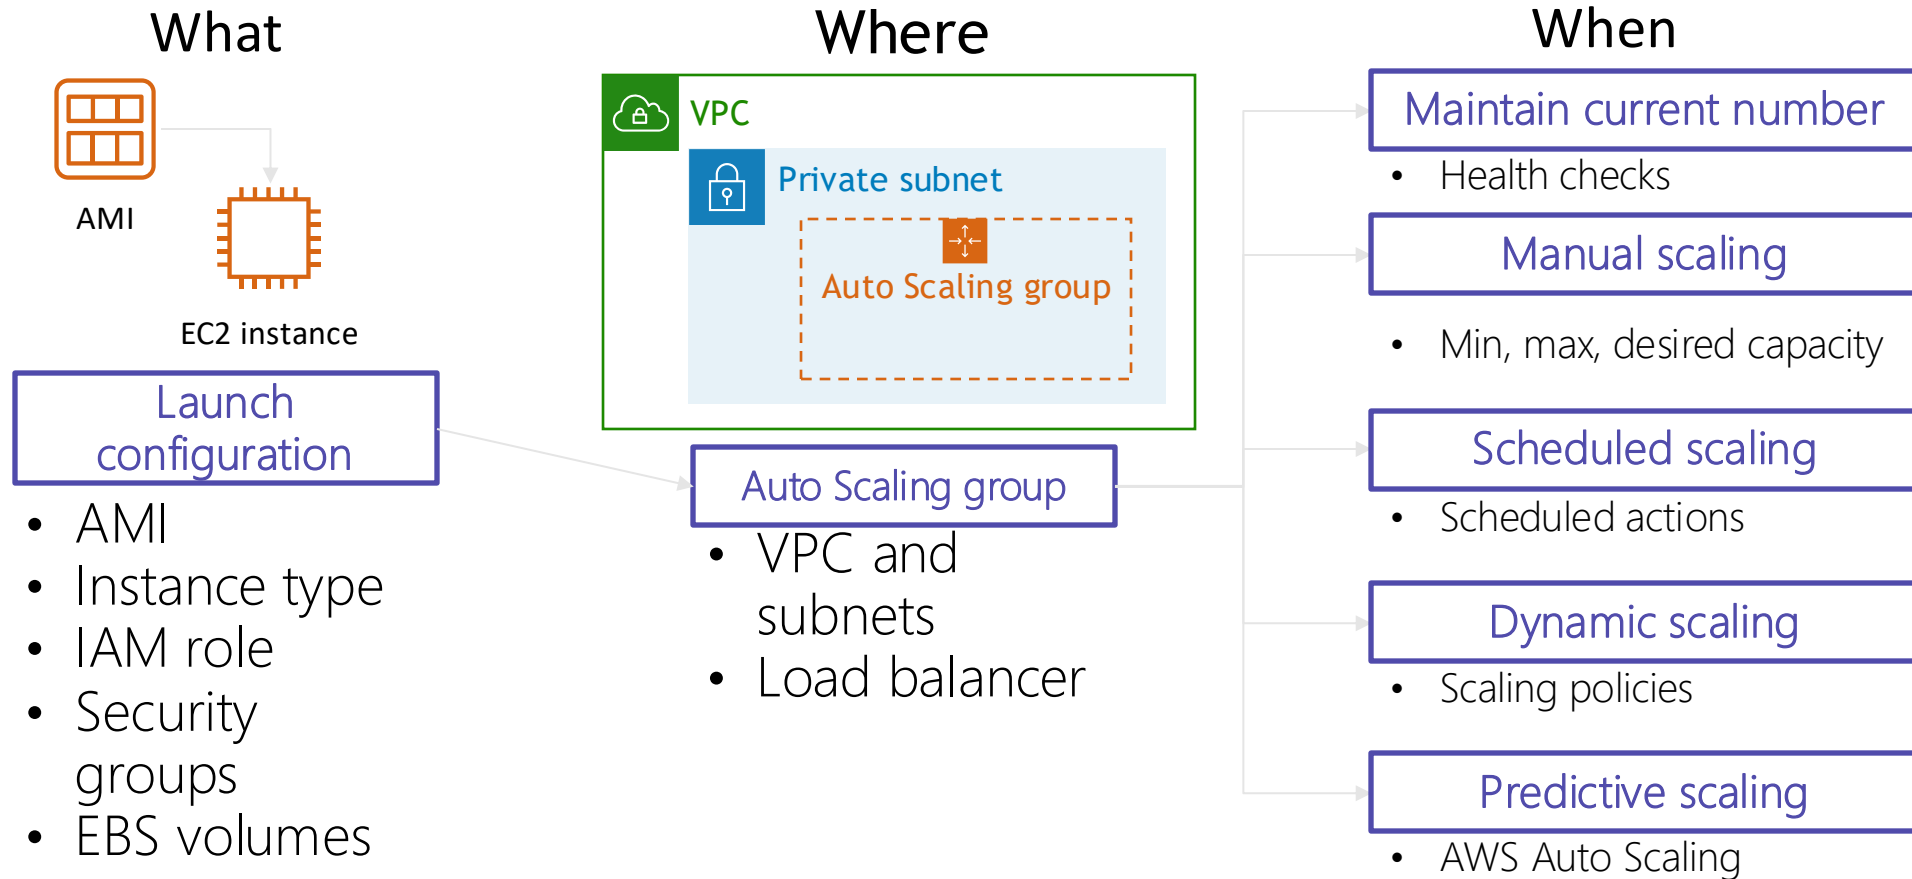 What
AMI
EC2 instance
Launch
configuration
• AMI
• Instance type
• IAM role
• Security
groups
• EBS volumes
Where
VPC
Private subnet
Auto Scaling group
Auto Scaling group
• VPC and
subnets
• Load balancer
When
Maintain current number
• Health checks
Manual scaling
• Min, max, desired capacity
Scheduled scaling
• Scheduled actions
Dynamic scaling
• Scaling policies
Predictive scaling
• AWS Auto Scaling